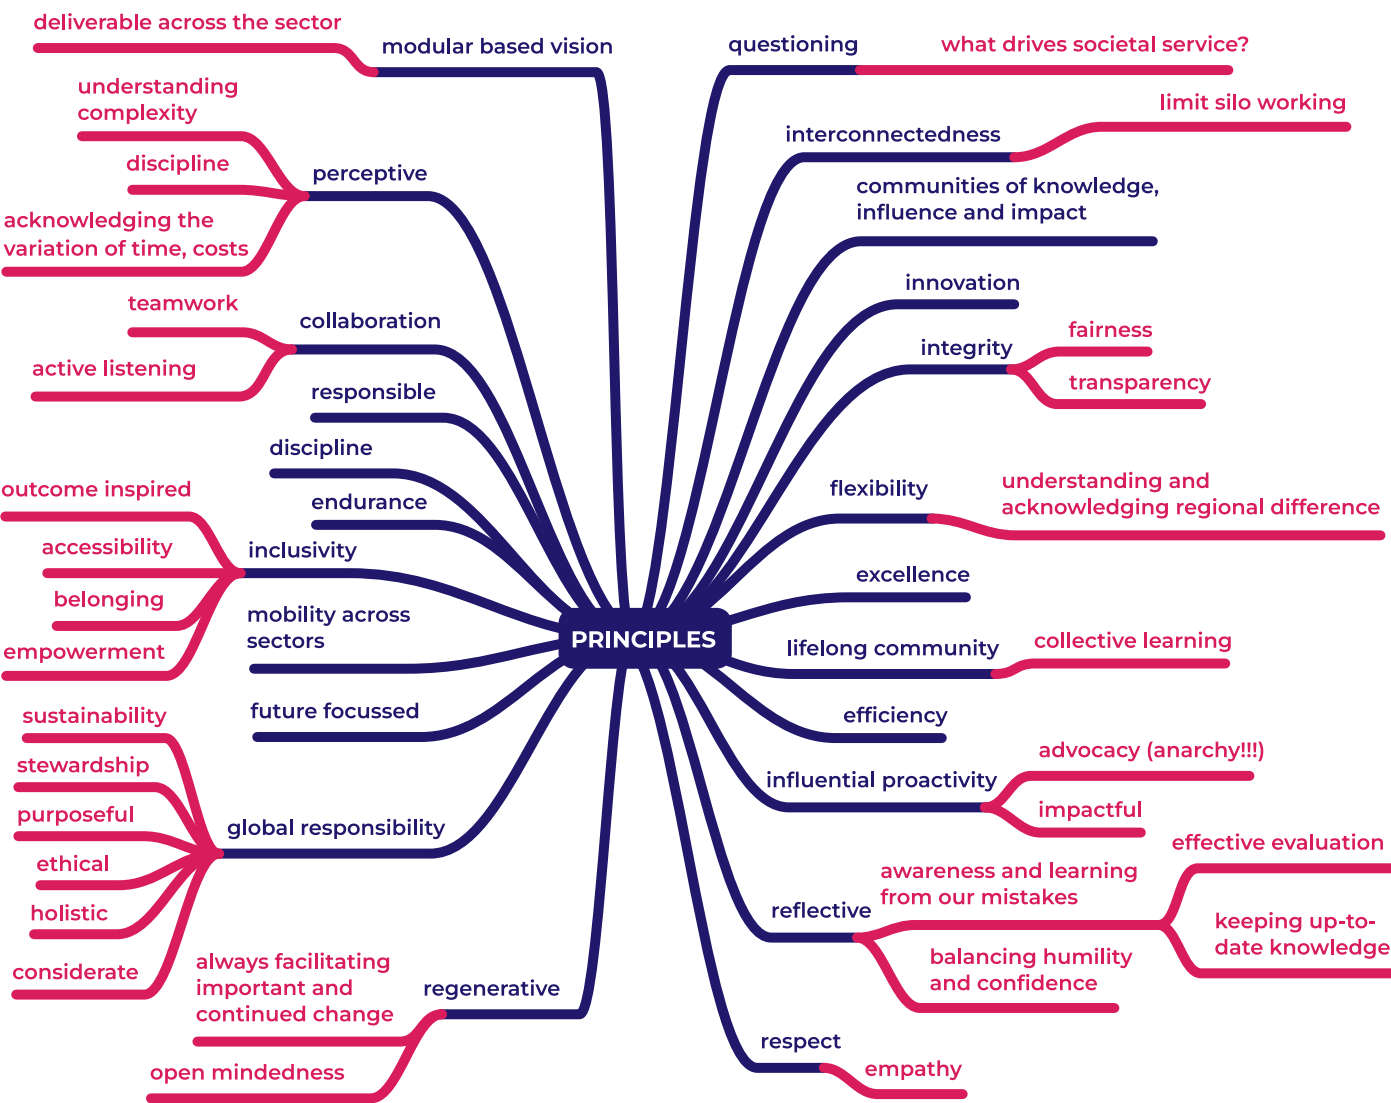 deliverable across the sector
modular based vision
understanding
complexity
discipline
perceptive
acknowledging the
variation of time, costs
teamwork
collaboration
active listening
responsible
discipline
endurance
outcome inspired
accessibility
inclusivity
belonging
empowerment
mobility across
sectors
future focussed
sustainability
stewardship
purposeful
global responsibility
ethical
holistic
considerate
always facilitating
important and
continued change
regenerative
open mindedness
PRINCIPLES
questioning
what drives societal service?
limit silo working
interconnectedness
communities of knowledge,
influence and impact
innovation
integrity
fairness
transparency
flexibility
understanding and
acknowledging regional difference
excellence
lifelong community
collective learning
efficiency
influential proactivity
advocacy (anarchy!!!)
impactful
reflective
awareness and learning
from our mistakes
effective evaluation
keeping up-to-
date knowledge
balancing humility
and confidence
respect
empathy